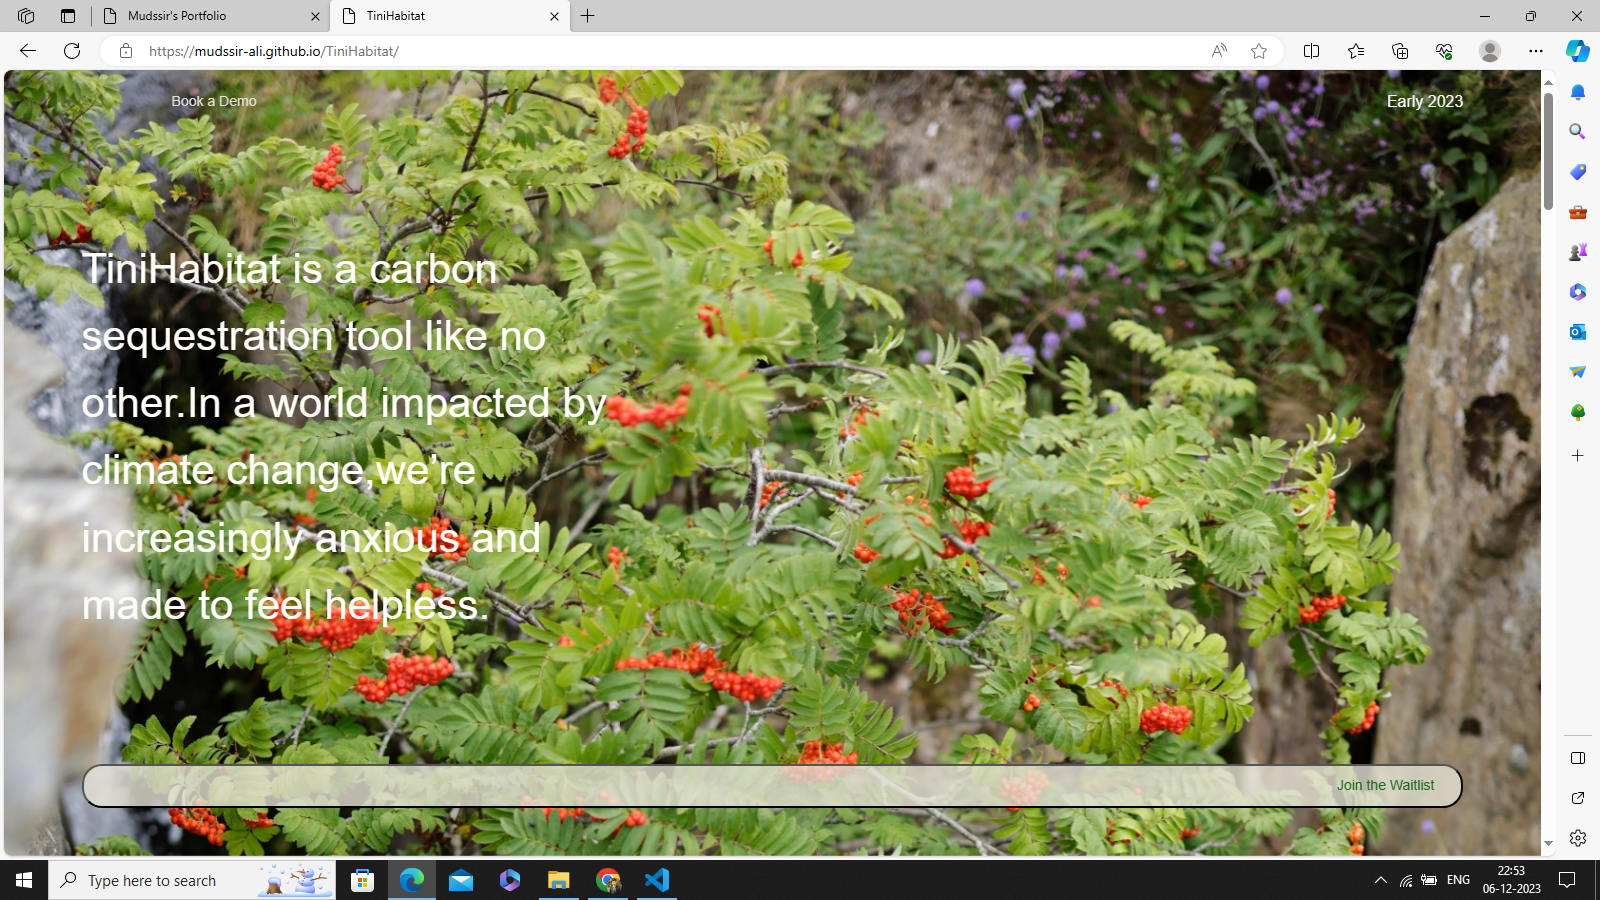 Mudssir's Portfolio
TiniHabitat
https://mudssir-ali.github.io/TiniHabitat/
Book a Demo
Early 2023
TiniHabitat is a carbon
sequestration tool like no
other.In a world impacted by
climate change,we're
increasingly anxious and
made to feel helpless.
Join the Waitlist
Type here to search
ENG
22:53
06-12-2023